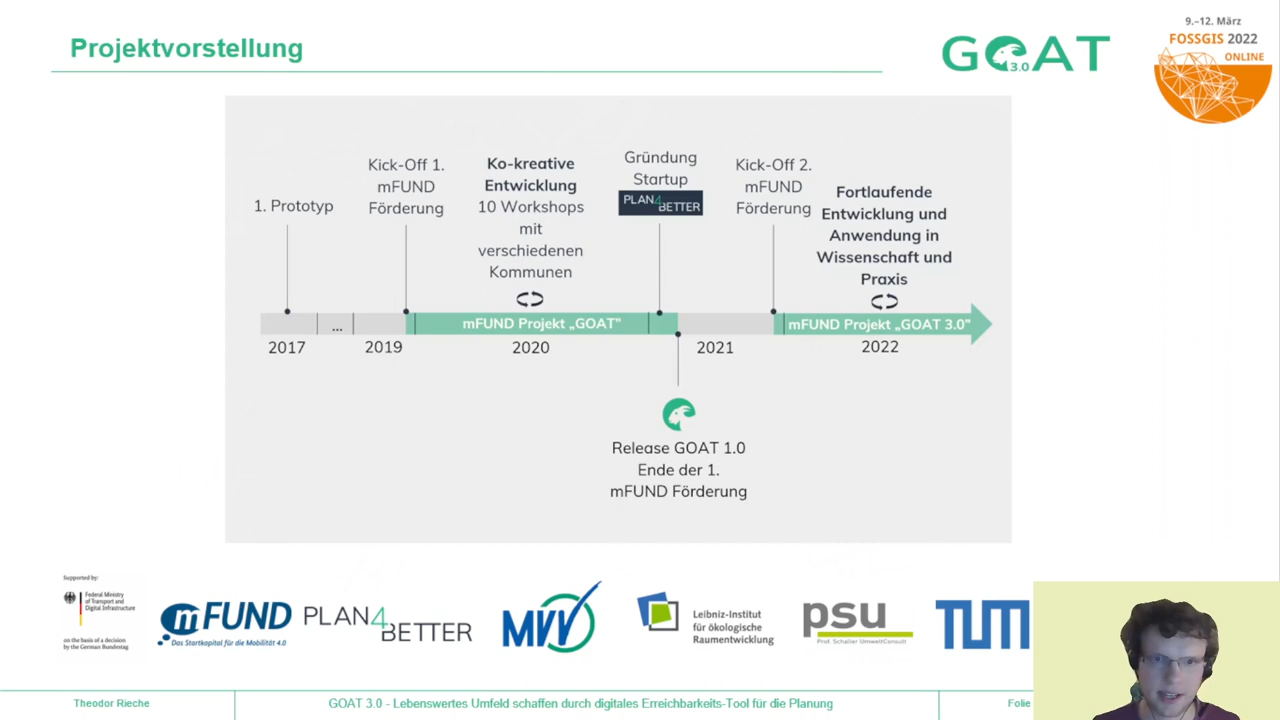 Projektvorstellung
GOAT
3.0
9.–12. März
FOSSGIS 2022
ONLINE
1. Prototyp
Kick-Off 1.
mFUND
Förderung
Ko-kreative
Entwicklung
10 Workshops
mit
verschiedenen
Kommunen
Gründung
Startup
PLAN4
BETTER
Kick-Off 2.
mFUND
Förderung
Fortlaufende
Entwicklung und
Anwendung in
Wissenschaft und
Praxis
...
mFUND Projekt „GOAT“
mFUND Projekt „GOAT 3.0“
2017
2019
2020
2021
2022
Release GOAT 1.0
Ende der 1.
mFUND Förderung
Supported by:
Federal Ministry
of Transport and
Digital Infrastructure
on the basis of a decision
by the German Bundestag
mFUND
Das Startkapital für die Mobilität 4.0
PLAN4
BETTER
MVV
Leibniz-Institut
für ökologische
Raumentwicklung
psu
Prof. Schaller UmweltConsult
TUM
Theodor Rieche
GOAT 3.0 - Lebenswertes Umfeld schaffen durch digitales Erreichbarkeits-Tool für die Planung
Folie